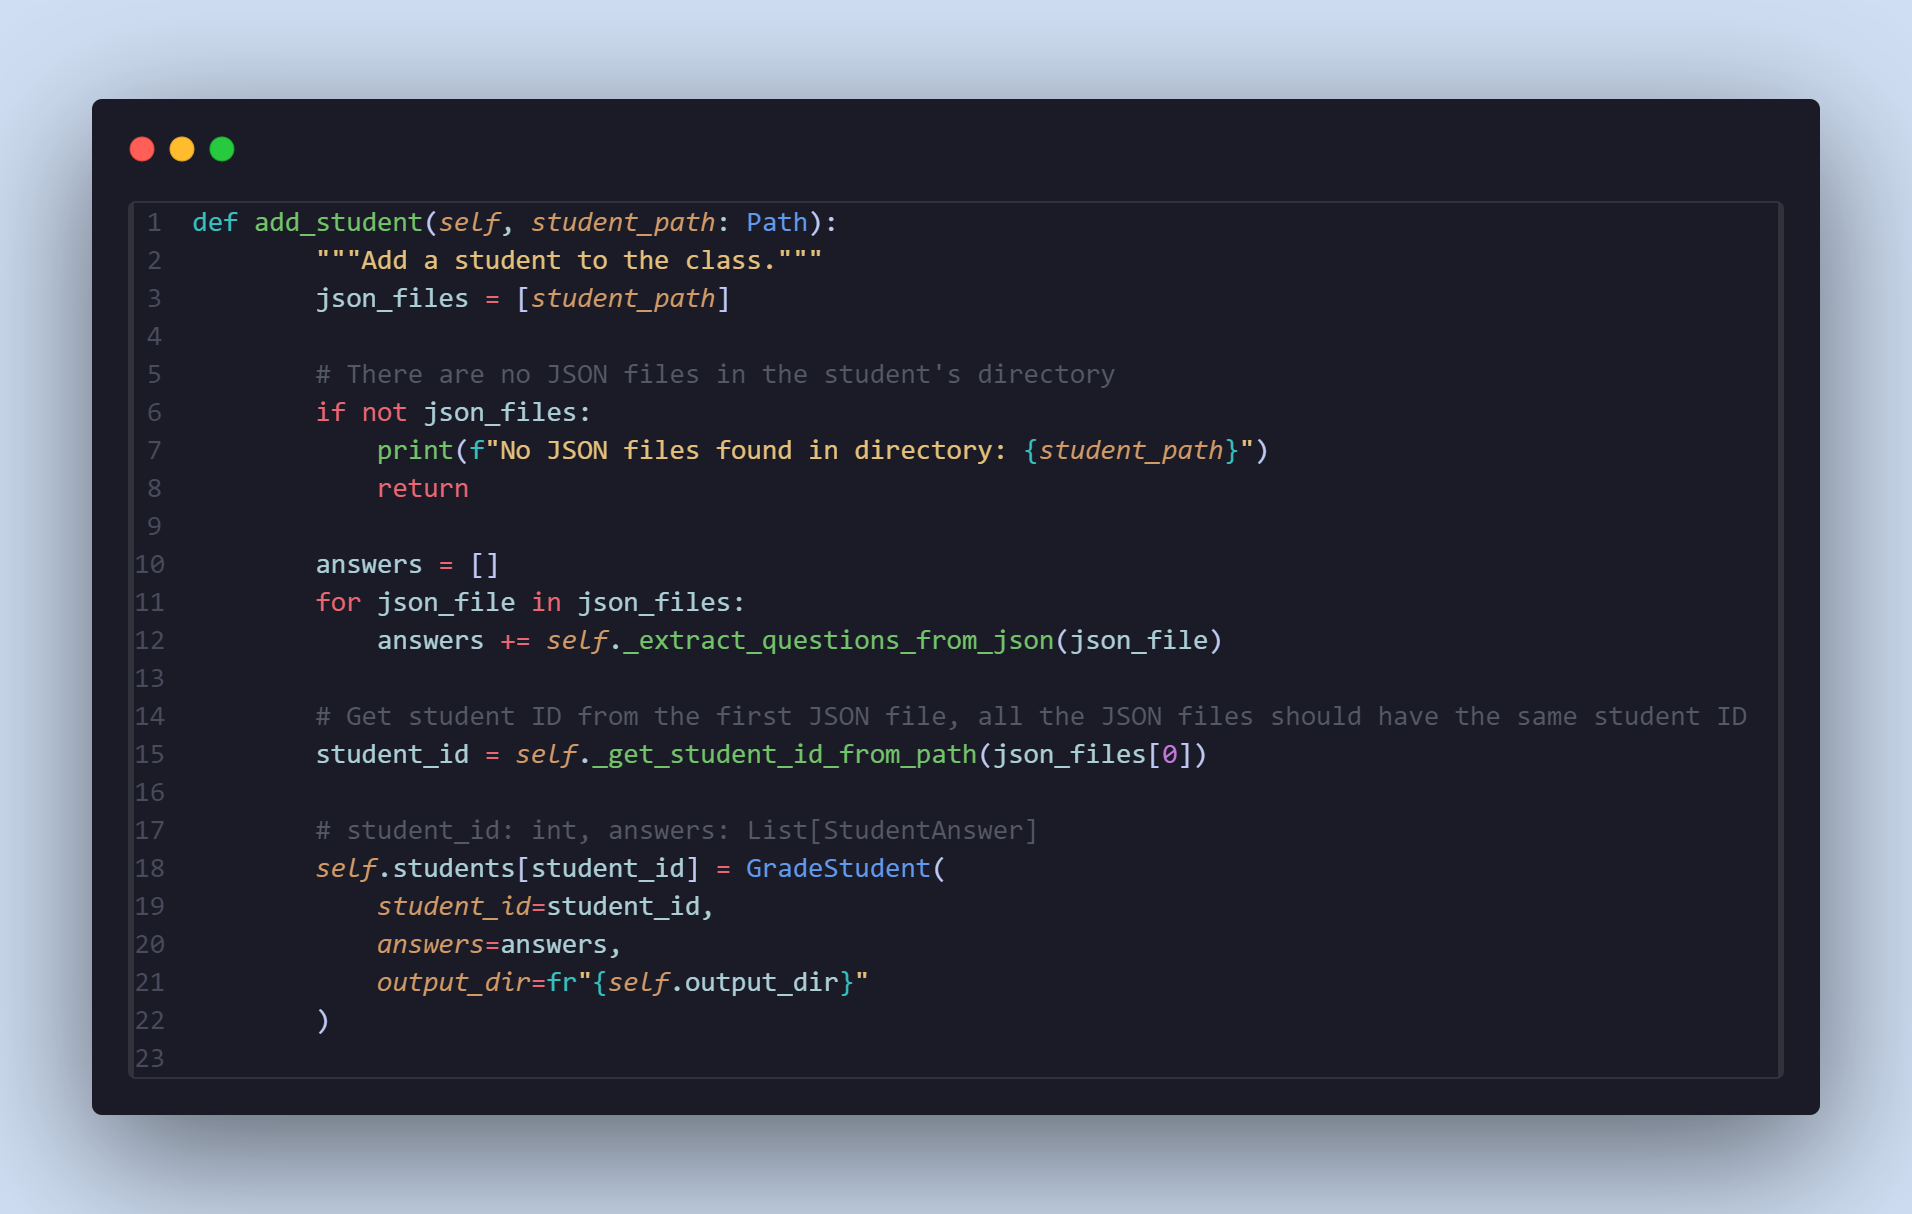 1 def add_student(self, student_path: Path):
2         """Add a student to the class."""
3         json_files = [student_path]
4
5         # There are no JSON files in the student's directory
6         if not json_files:
7             print(f"No JSON files found in directory: {student_path}")
8             return
9
10         answers = []
11         for json_file in json_files:
12             answers += self._extract_questions_from_json(json_file)
13
14         # Get student ID from the first JSON file, all the JSON files should have the same student ID
15         student_id = self._get_student_id_from_path(json_files[0])
16
17         # student_id: int, answers: List[StudentAnswer]
18         self.students[student_id] = GradeStudent(
19             student_id=student_id,
20             answers=answers,
21             output_dir=fr"{self.output_dir}"
22         )
23